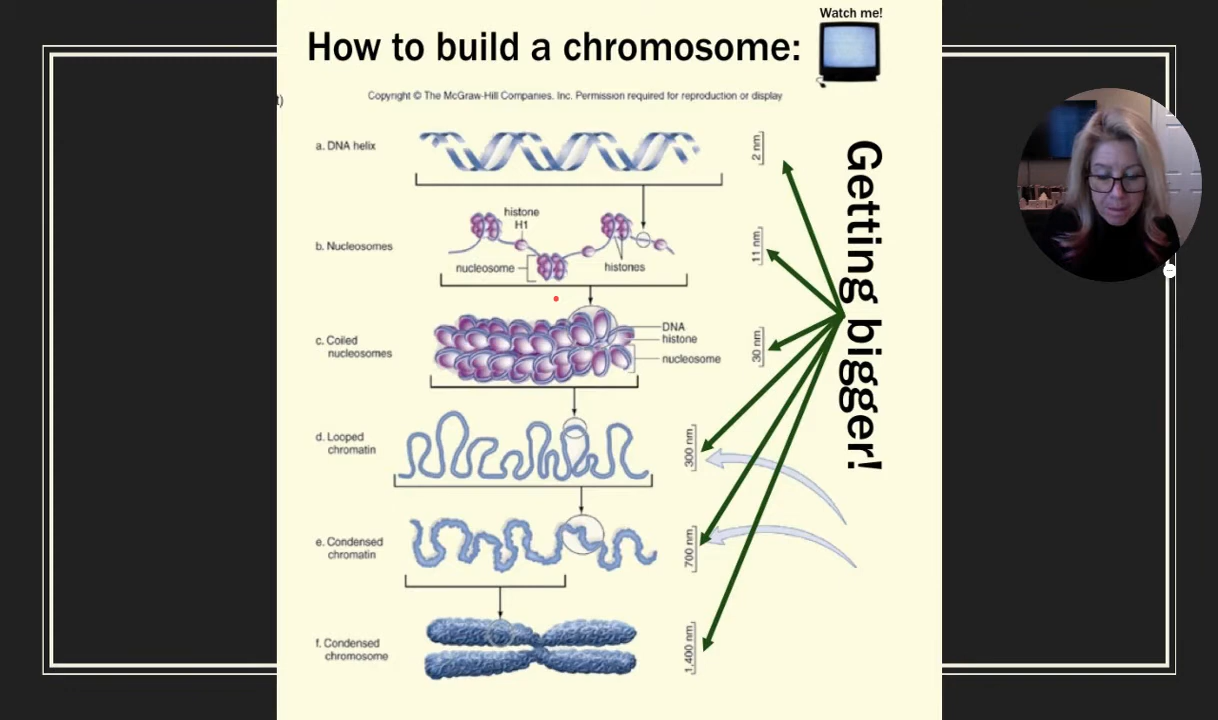 Watch me!
How to build a chromosome:
Copyright © The McGraw-Hill Companies. Inc. Permission required for reproduction or display
t)
a. DNA helix
2 nm
histone
H1
b. Nucleosomes
nucleosome
histones
11 nm
c. Coiled
nucleosomes
DNA
histone
nucleosome
30 nm
d. Looped
chromatin
300 nm
e. Condensed
chromatin
700 nm
f. Condensed
chromosome
1,400 nm
Getting bigger!